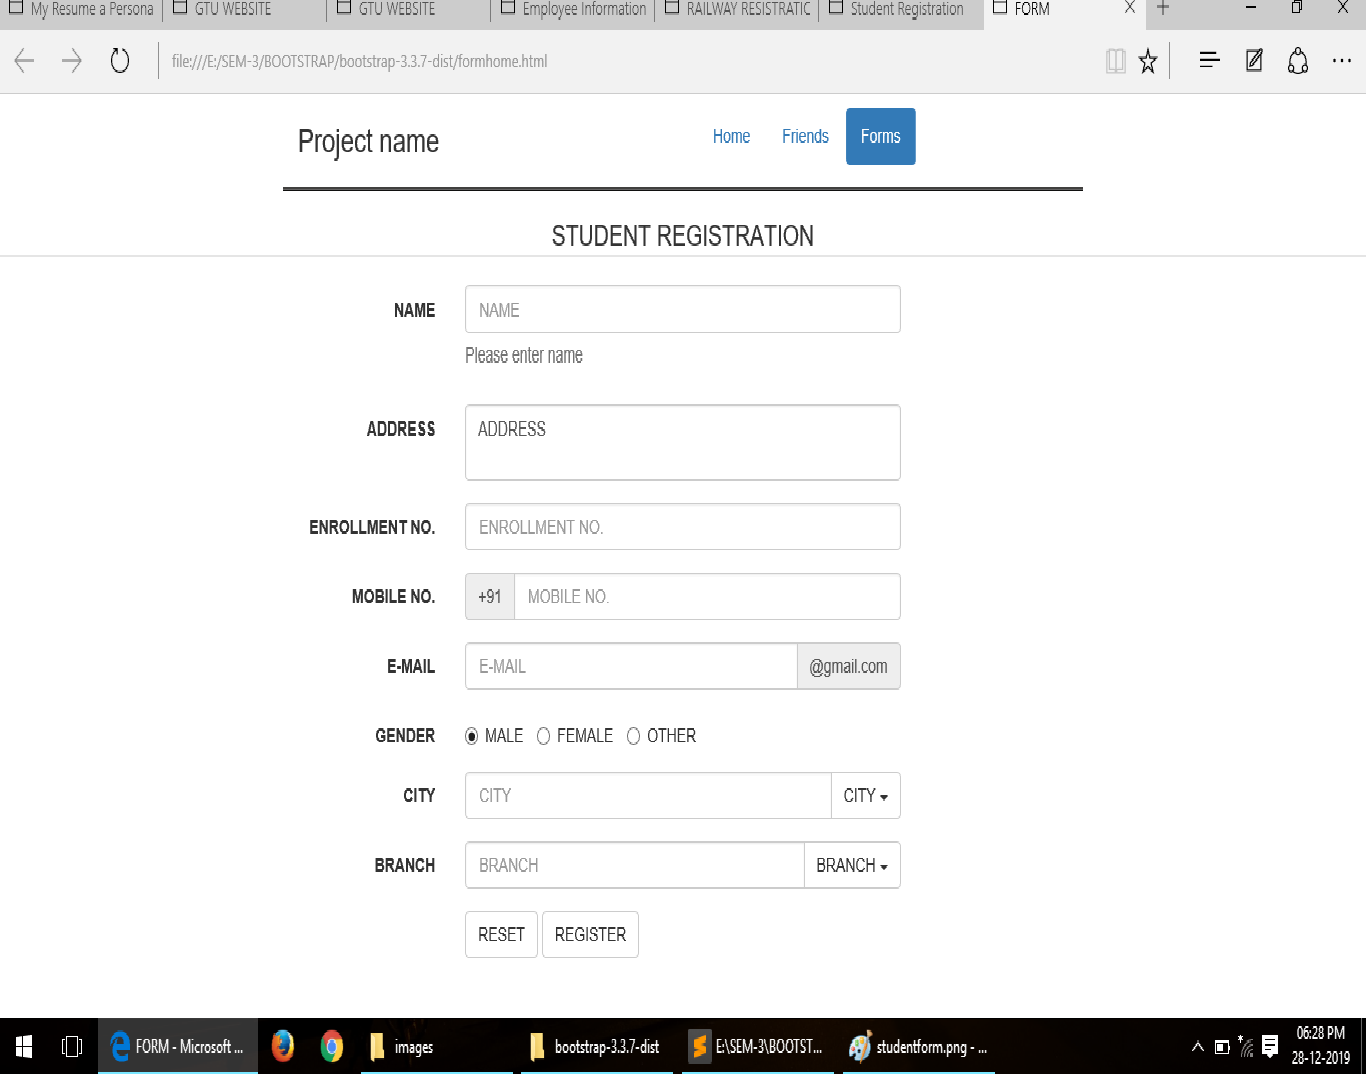 My Resume a Persona GTU WEBSITE GTU WEBSITE Employee Information RAILWAY RESISTRATIC Student Registration FORM
file:///E:/SEM-3/BOOTSTRAP/bootstrap-3.3.7-dist/formhome.html
Project name Home Friends Forms
STUDENT REGISTRATION
NAME NAME
Please enter name
ADDRESS ADDRESS
ENROLLMENT NO. ENROLLMENT NO.
MOBILE NO. +91 MOBILE NO.
E-MAIL E-MAIL @gmail.com
GENDER MALE FEMALE OTHER
CITY CITY CITY
BRANCH BRANCH BRANCH
RESET REGISTER
FORM - Microsoft ... images bootstrap-3.3.7-dist E:\SEM-3\BOOTST... studentform.png - ... 06:28 PM
28-12-2019